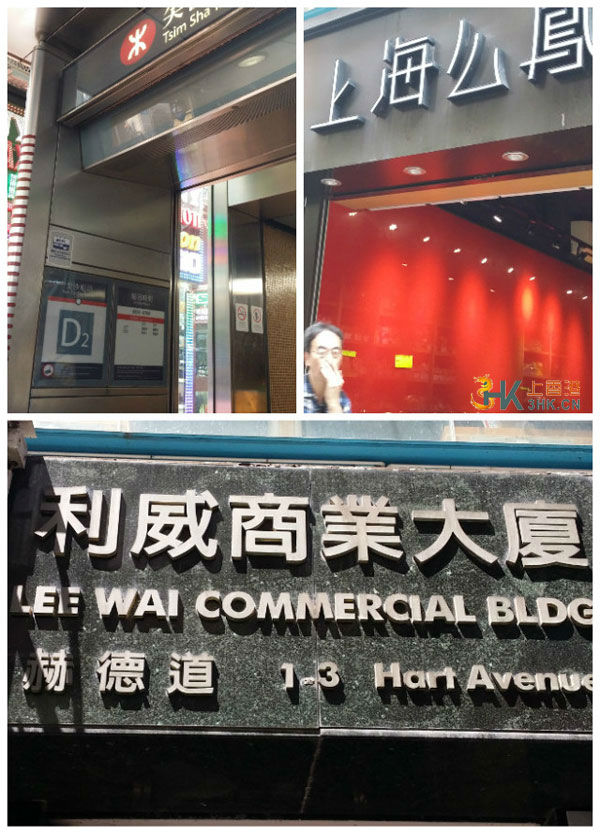 Tsim Sha
D2
上海么鳳
上香港
3HK.CN
利威商業大廈
LEE WAI COMMERCIAL BLDG
赫德道 1-3 Hart Avenue